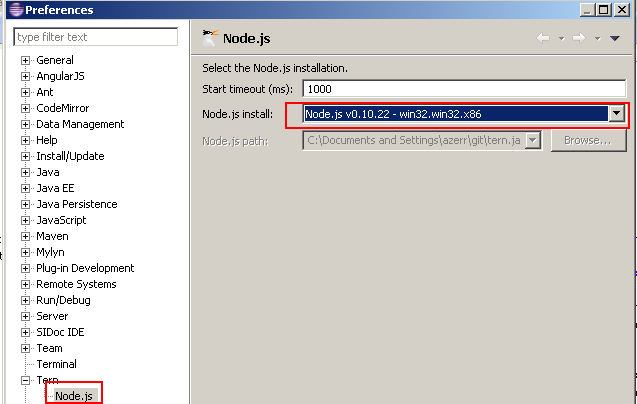 Preferences
type filter text
General
AngularJS
Ant
CodeMirror
Data Management
Help
Install/Update
Java
Java EE
Java Persistence
JavaScript
Maven
Mylyn
Plug-in Development
Remote Systems
Run/Debug
Server
SIDoc IDE
Team
Terminal
Tern
Node.js
Node.js
Select the Node.js installation.
Start timeout (ms): 1000
Node.js install: Node.js v0.10.22 - win32.win32.x86
Node.js path: C:\Documents and Settings\azerr\git\tern.ja Browse...